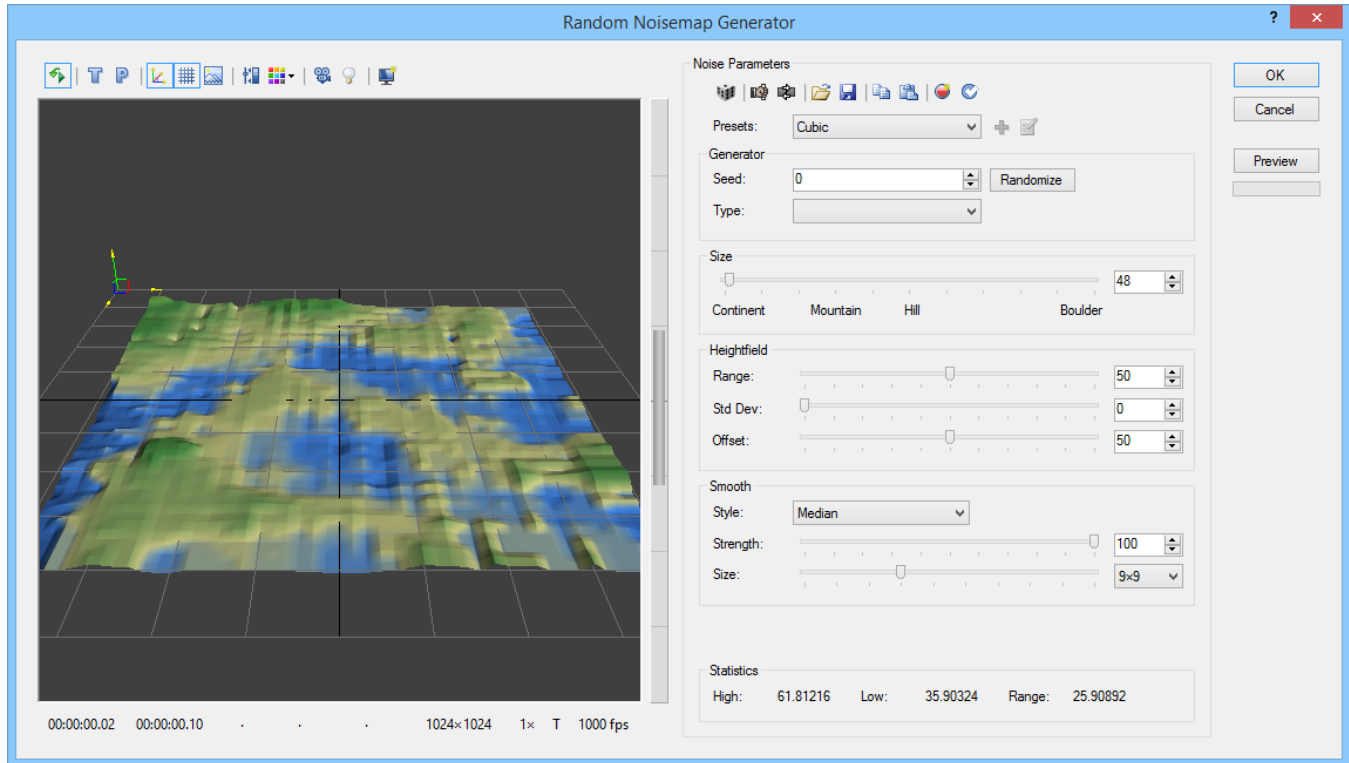 Random Noisemap Generator
?
T P
Noise Parameters
OK
Presets: Cubic
Cancel
Generator
Preview
Seed: 0 Randomize
Type:
Size
48
Continent Mountain Hill Boulder
Heightfield
Range: 50
Std Dev: 0
Offset: 50
Smooth
Style: Median
Strength: 100
Size: 9×9
Statistics
High: 61.81216 Low: 35.90324 Range: 25.90892
00:00:00.02 00:00:00.10 · · · 1024×1024 1× T 1000 fps